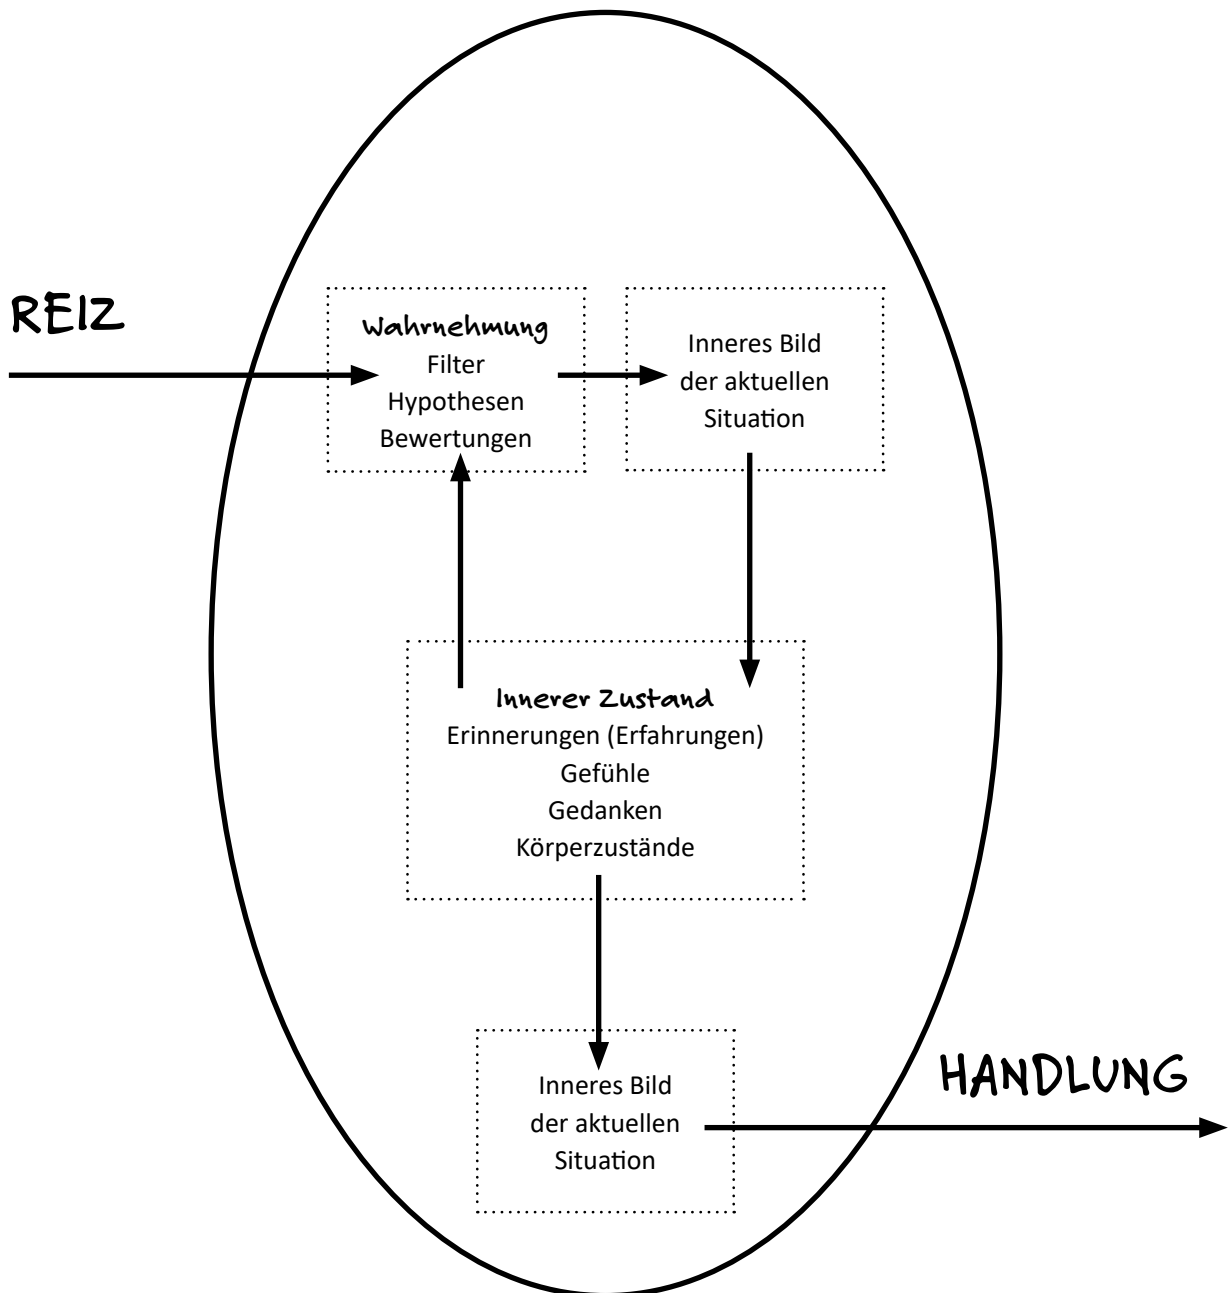 REIZ
Wahrnehmung
Filter
Hypothesen
Bewertungen
Inneres Bild
der aktuellen
Situation
Innerer Zustand
Erinnerungen (Erfahrungen)
Gefühle
Gedanken
Körperzustände
Inneres Bild
der aktuellen
Situation
HANDLUNG